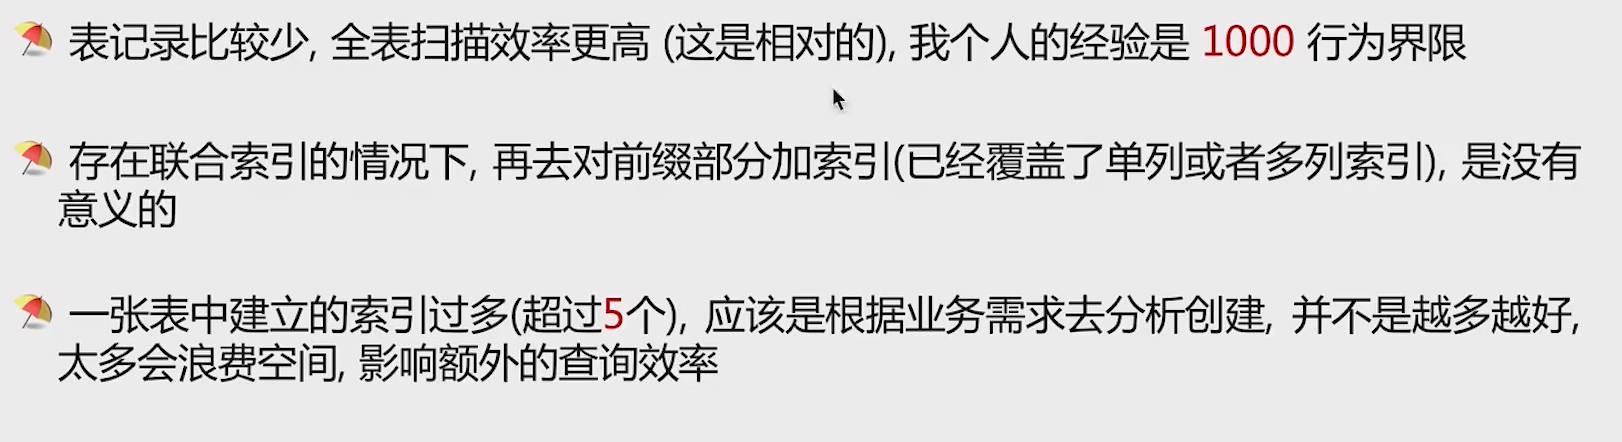 表记录比较少, 全表扫描效率更高 (这是相对的), 我个人的经验是 1000 行为界限
存在联合索引的情况下, 再去对前缀部分加索引(已经覆盖了单列或者多列索引), 是没有
意义的
一张表中建立的索引过多(超过5个), 应该是根据业务需求去分析创建, 并不是越多越好,
太多会浪费空间, 影响额外的查询效率